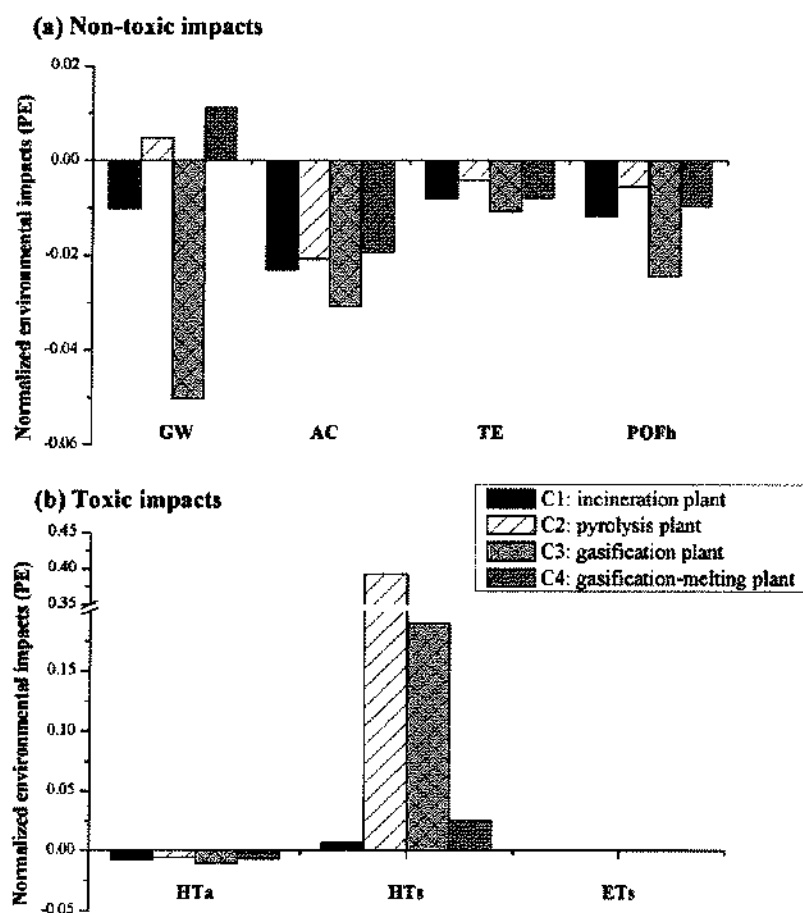 (a) Non-toxic impacts
Normalized environmental impacts (PE)
0.02
0.00
-0.02
-0.04
-0.06
GW AC TE POFh
(b) Toxic impacts
C1: incineration plant
C2: pyrolysis plant
C3: gasification plant
C4: gasification-melting plant
Normalized environmental impacts (PE)
0.45
0.40
0.35
0.15
0.10
0.05
0.00
-0.05
HTa HTs ETs